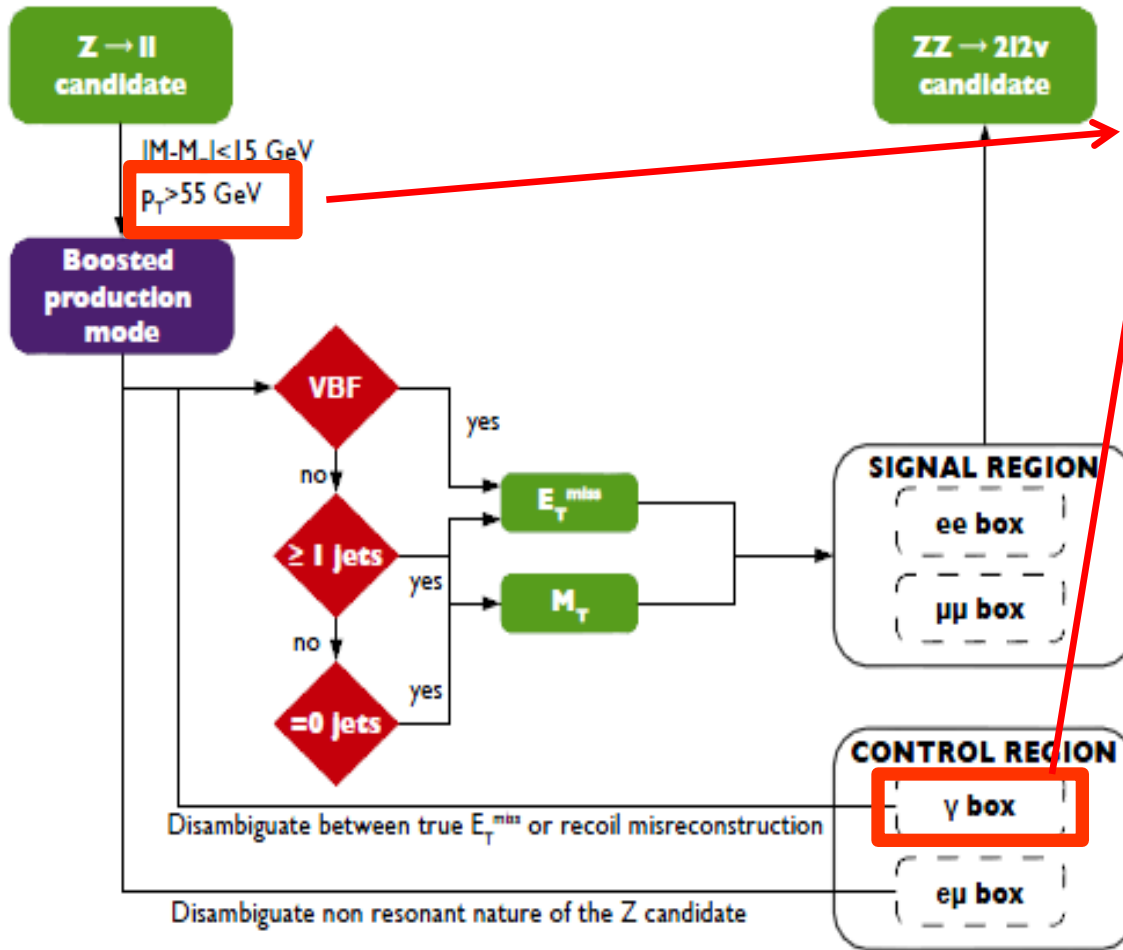 Z → ll
candidate
ZZ → 2l2v
candidate
|M-M_|<15 GeV
p_T>55 GeV
Boosted
production
mode
VBF
yes
no
E_T^miss
≥ 1 jets
yes
M_T
no
=0 jets
yes
SIGNAL REGION
ee box
μμ box
CONTROL REGION
γ box
Disambiguate between true E_T^miss or recoil misreconstruction
eμ box
Disambiguate non resonant nature of the Z candidate